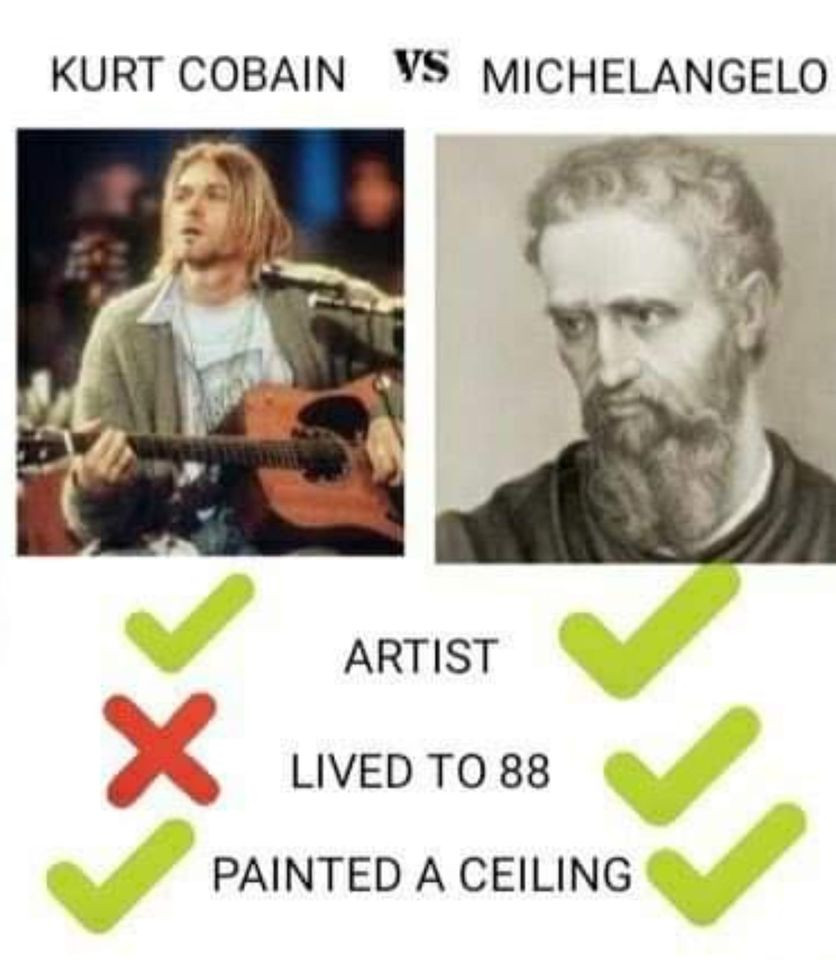 KURT COBAIN VS MICHELANGELO
ARTIST
LIVED TO 88
PAINTED A CEILING